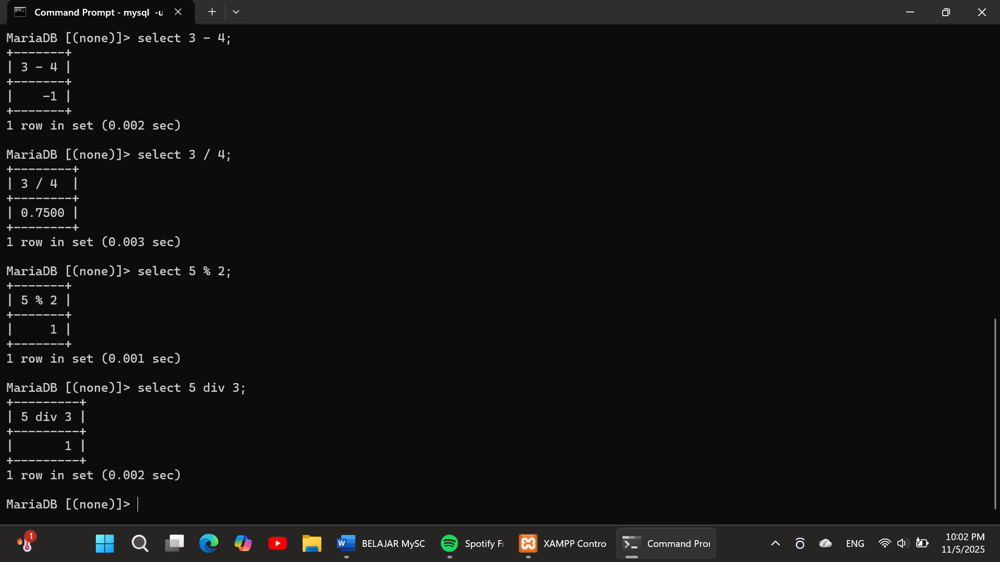 Command Prompt - mysql -u
MariaDB [(none)]> select 3 - 4;
+-------+
| 3 - 4 |
+-------+
|    -1 |
+-------+
1 row in set (0.002 sec)
MariaDB [(none)]> select 3 / 4;
+--------+
| 3 / 4  |
+--------+
| 0.7500 |
+--------+
1 row in set (0.003 sec)
MariaDB [(none)]> select 5 % 2;
+-------+
| 5 % 2 |
+-------+
|     1 |
+-------+
1 row in set (0.001 sec)
MariaDB [(none)]> select 5 div 3;
+---------+
| 5 div 3 |
+---------+
|       1 |
+---------+
1 row in set (0.002 sec)
MariaDB [(none)]>
1
BELAJAR MySC
Spotify Fr
XAMPP Contro
Command Pror
ENG
10:02 PM
11/5/2025